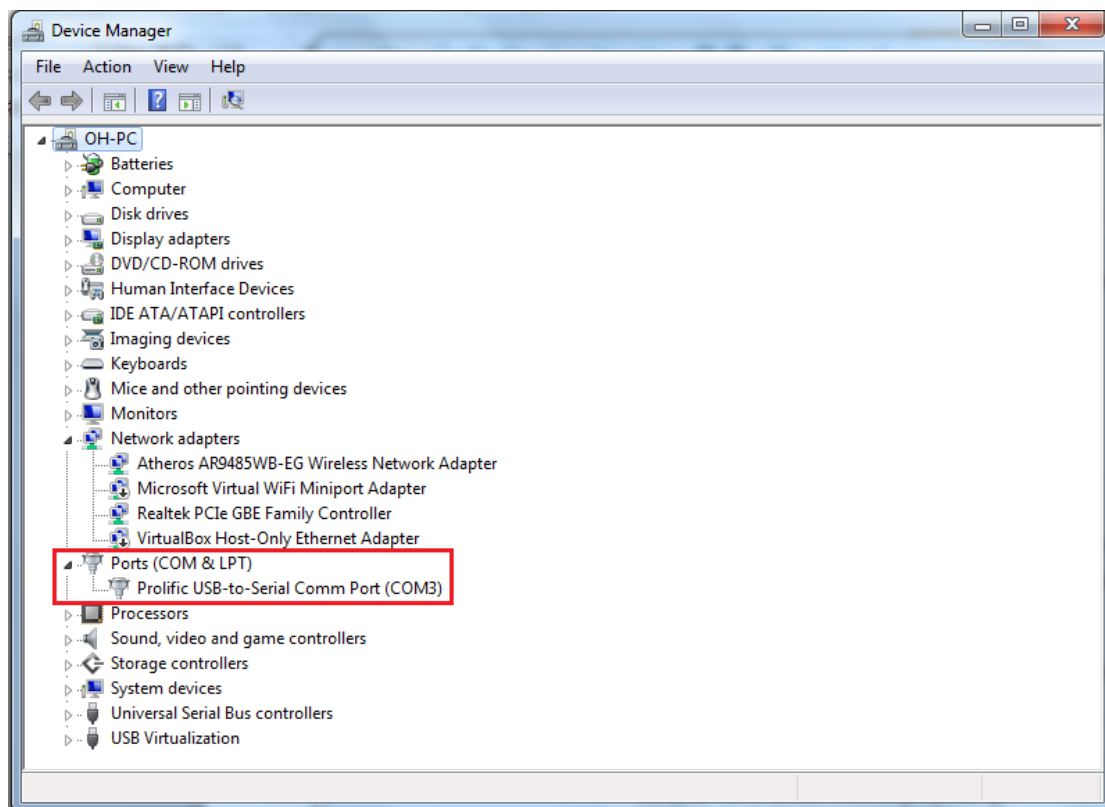 Device Manager
File Action View Help
OH-PC
Batteries
Computer
Disk drives
Display adapters
DVD/CD-ROM drives
Human Interface Devices
IDE ATA/ATAPI controllers
Imaging devices
Keyboards
Mice and other pointing devices
Monitors
Network adapters
Atheros AR9485WB-EG Wireless Network Adapter
Microsoft Virtual WiFi Miniport Adapter
Realtek PCIe GBE Family Controller
VirtualBox Host-Only Ethernet Adapter
Ports (COM & LPT)
Prolific USB-to-Serial Comm Port (COM3)
Processors
Sound, video and game controllers
Storage controllers
System devices
Universal Serial Bus controllers
USB Virtualization